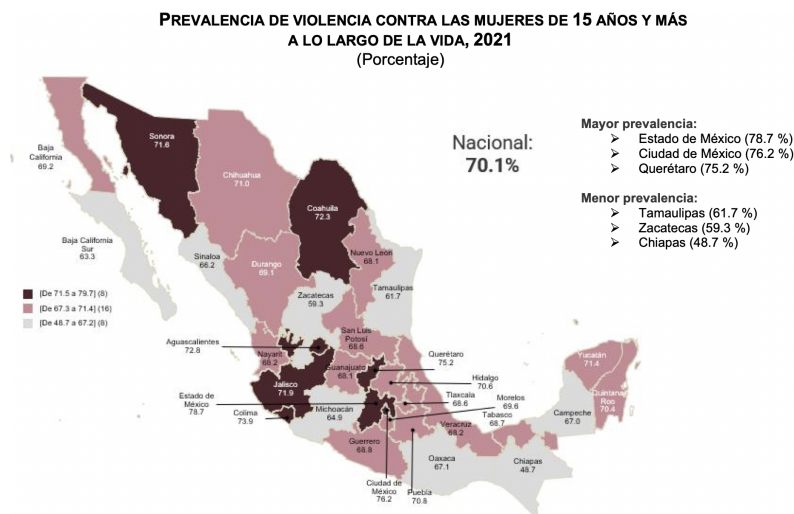 PREVALENCIA DE VIOLENCIA CONTRA LAS MUJERES DE 15 AÑOS Y MÁS
A LO LARGO DE LA VIDA, 2021
(Porcentaje)
Nacional:
70.1%
Mayor prevalencia:
➢ Estado de México (78.7 %)
➢ Ciudad de México (76.2 %)
➢ Querétaro (75.2 %)
Menor prevalencia:
➢ Tamaulipas (61.7 %)
➢ Zacatecas (59.3 %)
➢ Chiapas (48.7 %)
Baja
California
69.2
Sonora
71.6
Chihuahua
71.0
Coahuila
72.3
Baja California
Sur
63.3
Sinaloa
66.2
Durango
69.1
Nuevo León
68.1
Tamaulipas
61.7
Zacatecas
59.3
[De 71.5 a 79.7] (8)
[De 67.3 a 71.4] (16)
[De 48.7 a 67.2] (8)
Aguascalientes
72.8
Nayarit
68.2
San Luis
Potosí
68.6
Guanajuato
68.1
Querétaro
75.2
Hidalgo
70.6
Jalisco
71.9
Estado de
México
78.7
Colima
73.9
Michoacán
64.9
Tlaxcala
68.6
Morelos
69.6
Tabasco
68.7
Veracruz
68.2
Yucatán
71.4
Quintana
Roo
70.4
Campeche
67.0
Guerrero
68.8
Oaxaca
67.1
Chiapas
48.7
Ciudad de
México
76.2
Puebla
70.8